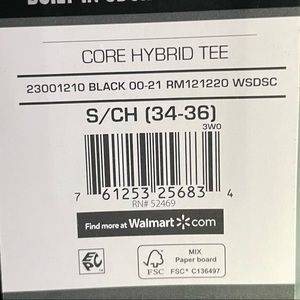 CORE HYBRID TEE
23001210 BLACK 00-21 RM121220 WSDSC
S/CH (34-36)
3W0
7 61253 25683 4
RN# 52469
Find more at Walmart.com
MIX
Paper board
FSC
FSC® C136497